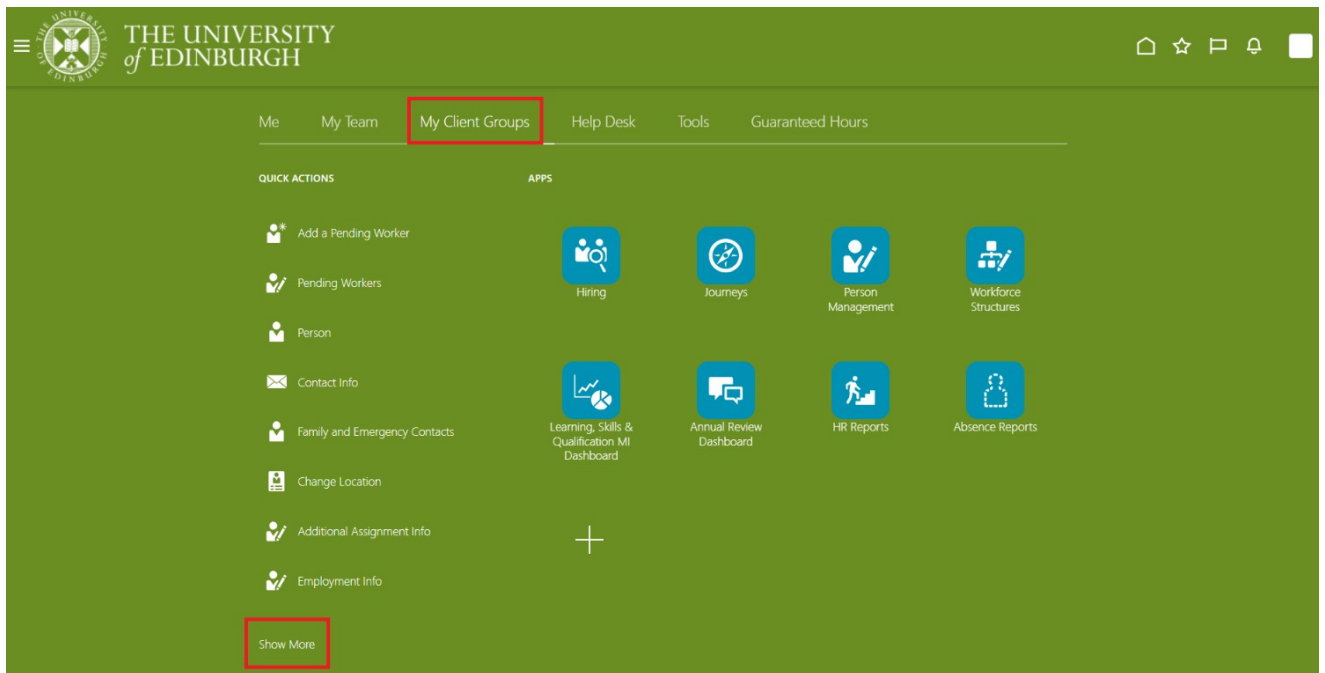 THE UNIVERSITY
of EDINBURGH
Me
My Team
My Client Groups
Help Desk
Tools
Guaranteed Hours
QUICK ACTIONS
Add a Pending Worker
Pending Workers
Person
Contact Info
Family and Emergency Contacts
Change Location
Additional Assignment Info
Employment Info
Show More
APPS
Hiring
Journeys
Person
Management
Workforce
Structures
Learning, Skills &
Qualification MI
Dashboard
Annual Review
Dashboard
HR Reports
Absence Reports